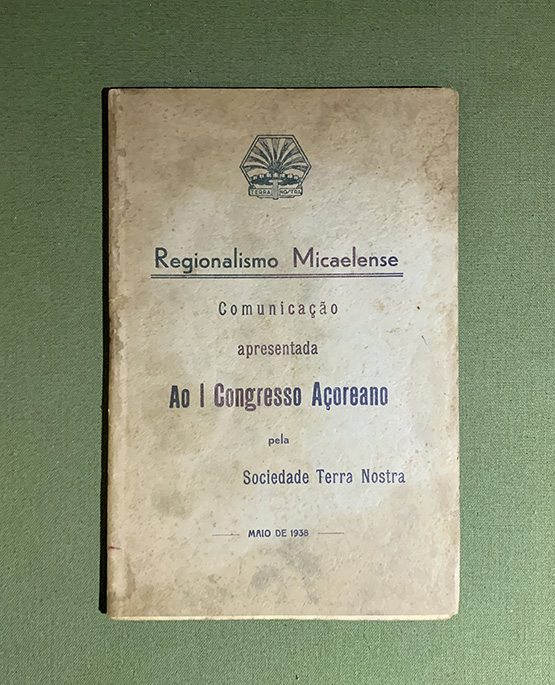 TERRA NOSTRA
Regionalismo Micaelense
Comunicação
apresentada
Ao I Congresso Açoreano
pela
Sociedade Terra Nostra
MAIO DE 1938